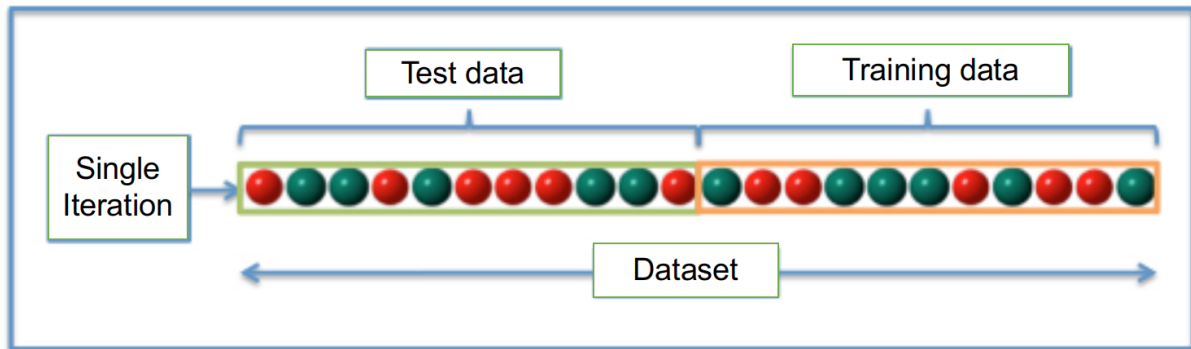 Test data
Training data
Single
Iteration
Dataset